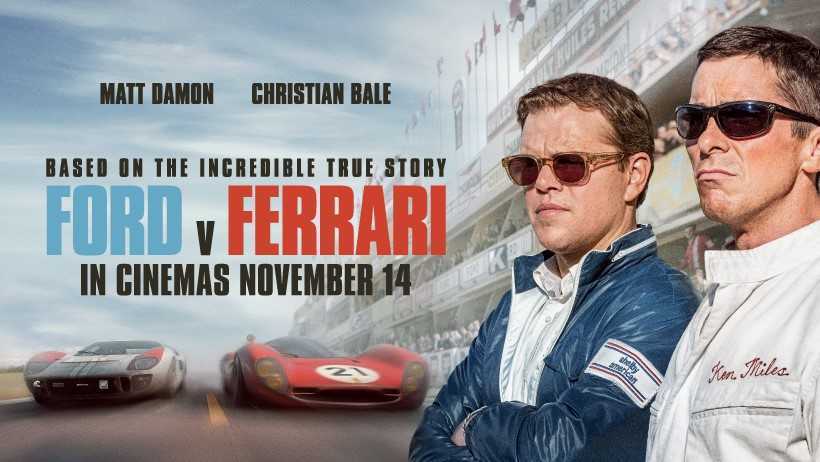 MATT DAMON CHRISTIAN BALE
BASED ON THE INCREDIBLE TRUE STORY
FORD v FERRARI
IN CINEMAS NOVEMBER 14
21
shelby
american
Ken Miles